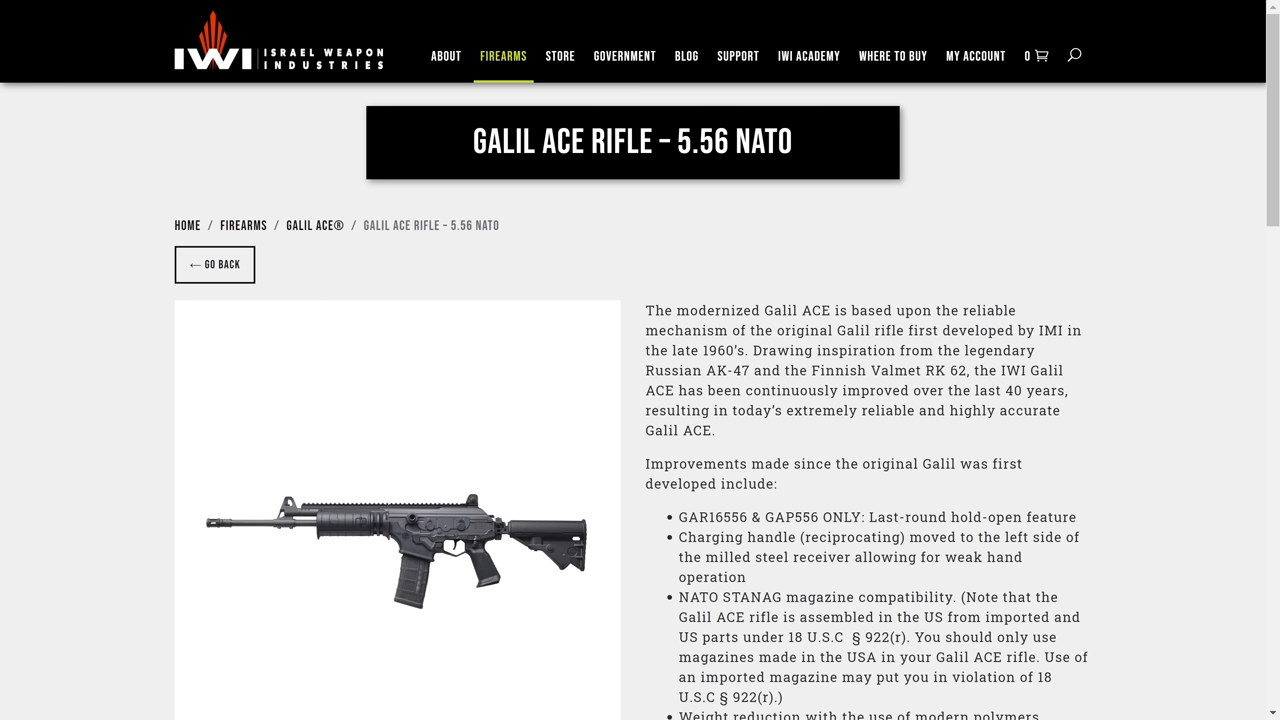 IWI | ISRAEL WEAPON
INDUSTRIES
ABOUT FIREARMS STORE GOVERNMENT BLOG SUPPORT IWI ACADEMY WHERE TO BUY MY ACCOUNT 0
GALIL ACE RIFLE – 5.56 NATO
HOME / FIREARMS / GALIL ACE® / GALIL ACE RIFLE – 5.56 NATO
← GO BACK
The modernized Galil ACE is based upon the reliable
mechanism of the original Galil rifle first developed by IMI in
the late 1960’s. Drawing inspiration from the legendary
Russian AK-47 and the Finnish Valmet RK 62, the IWI Galil
ACE has been continuously improved over the last 40 years,
resulting in today’s extremely reliable and highly accurate
Galil ACE.
Improvements made since the original Galil was first
developed include:
• GAR16556 & GAP556 ONLY: Last-round hold-open feature
• Charging handle (reciprocating) moved to the left side of
the milled steel receiver allowing for weak hand
operation
• NATO STANAG magazine compatibility. (Note that the
Galil ACE rifle is assembled in the US from imported and
US parts under 18 U.S.C  § 922(r). You should only use
magazines made in the USA in your Galil ACE rifle. Use of
an imported magazine may put you in violation of 18
U.S.C § 922(r).)
• Weight reduction with the use of modern polymers